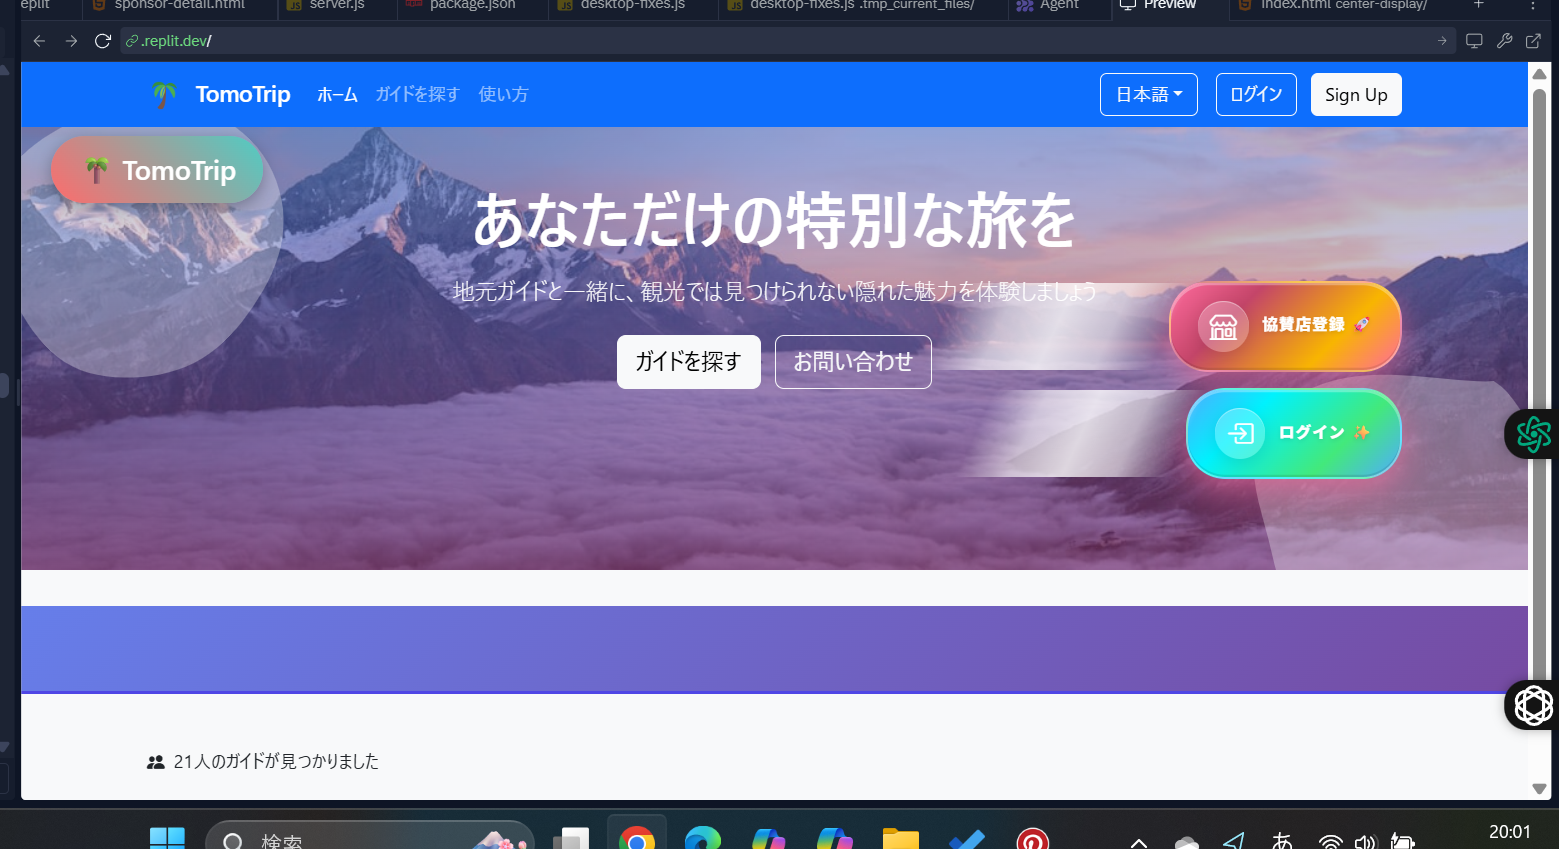 eplit
sponsor-detail.html
server.js
package.json
desktop-fixes.js
desktop-fixes.js .tmp_current_files/
Agent
Preview
index.html center-display/
.replit.dev/
TomoTrip
ホーム
ガイドを探す
使い方
日本語
ログイン
Sign Up
TomoTrip
あなただけの特別な旅を
地元ガイドと一緒に、観光では見つけられない隠れた魅力を体験しましょう
ガイドを探す
お問い合わせ
協賛店登録 🚀
ログイン ✨
21人のガイドが見つかりました
検索
あ
20:01